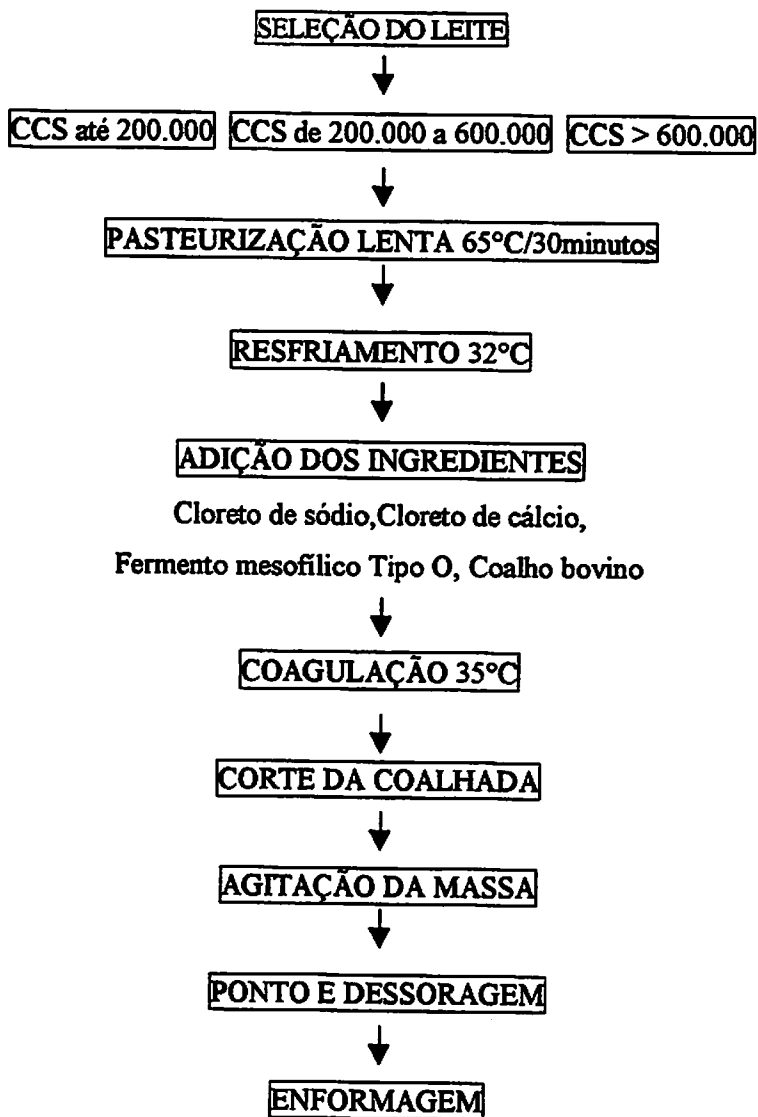 SELEÇÃO DO LEITE
CCS até 200.000 CCS de 200.000 a 600.000 CCS > 600.000
PASTEURIZAÇÃO LENTA 65°C/30minutos
RESFRIAMENTO 32°C
ADIÇÃO DOS INGREDIENTES
Cloreto de sódio,Cloreto de cálcio,
Fermento mesofílico Tipo O, Coalho bovino
COAGULAÇÃO 35°C
CORTE DA COALHADA
AGITAÇÃO DA MASSA
PONTO E DESSORAGEM
ENFORMAGEM